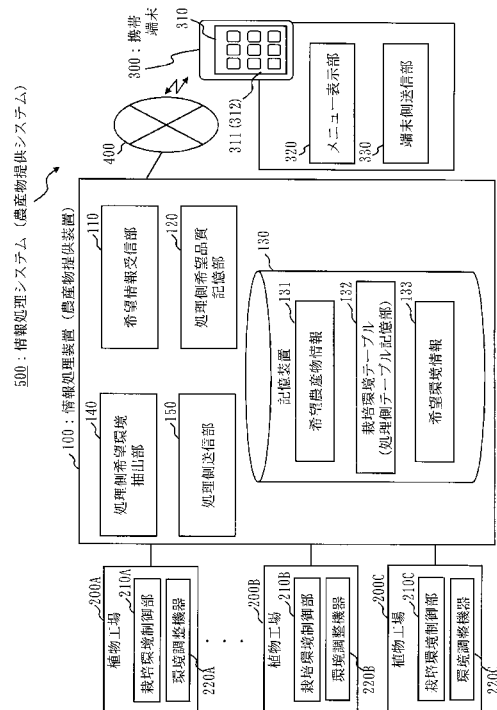 500：情報処理システム（農産物提供システム）
100：情報処理装置（農産物提供装置）
140
処理側希望環境
抽出部
150
処理側送信部
110
希望情報受信部
120
処理側希望品質
記憶部
130
記憶装置
131
希望農産物情報
132
栽培環境テーブル
(処理側テーブル記憶部)
133
希望環境情報
200A
植物工場
210A
栽培環境制御部
環境調整機器
220A
・・・
200B
植物工場
210B
栽培環境制御部
環境調整機器
220B
200C
植物工場
210C
栽培環境制御部
環境調整機器
220C
400
300：携帯
端末
310
311(312)
320
メニュー表示部
330
端末側送信部